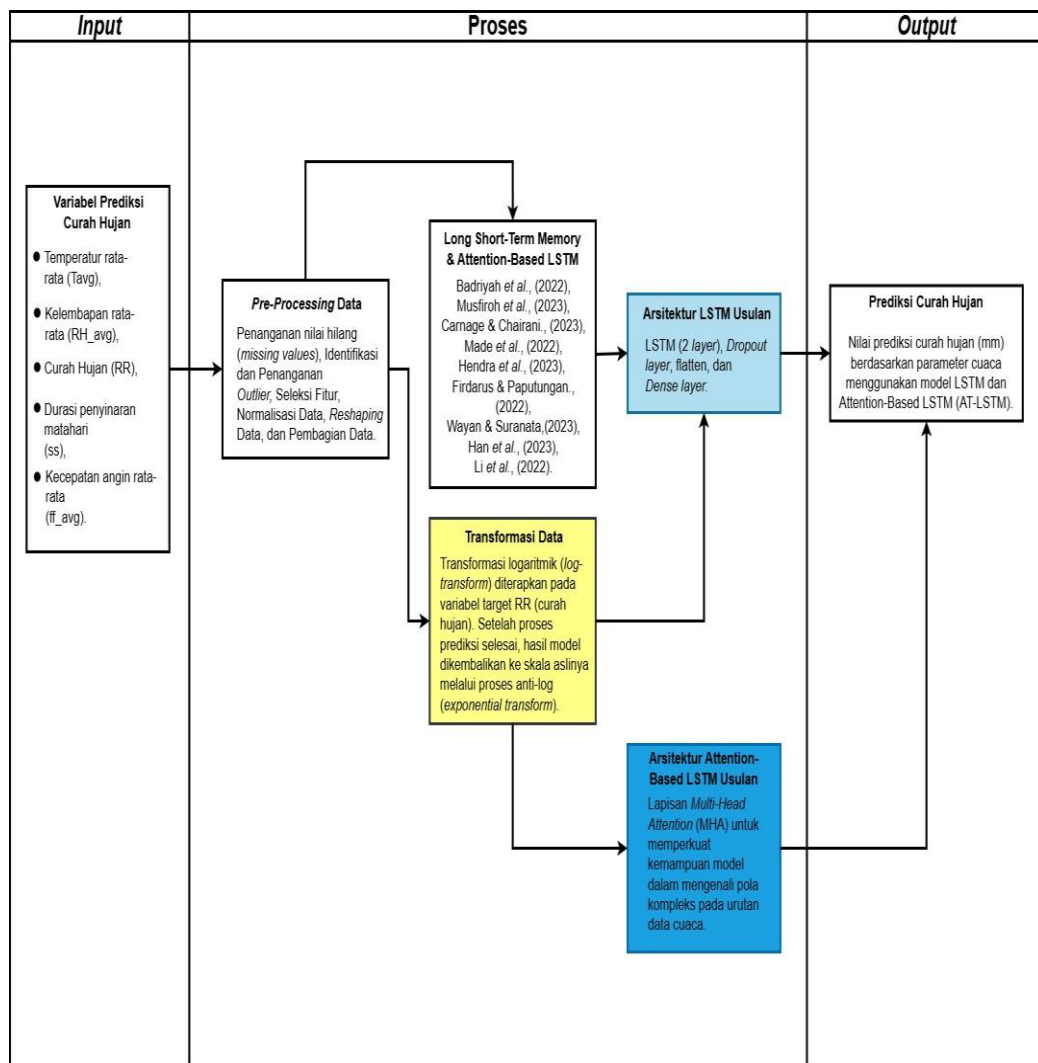 Input
Proses
Output
Variabel Prediksi
Curah Hujan
● Temperatur rata-
rata (Tavg),
● Kelembapan rata-
rata (RH_avg),
● Curah Hujan (RR),
● Durasi penyinaran
matahari
(ss),
● Kecepatan angin rata-
rata
(ff_avg).
Pre-Processing Data
Penanganan nilai hilang
(missing values), Identifikasi
dan Penanganan
Outlier, Seleksi Fitur,
Normalisasi Data, Reshaping
Data, dan Pembagian Data.
Long Short-Term Memory
& Attention-Based LSTM
Badriyah et al., (2022),
Musfiroh et al., (2023),
Carnage & Chairani., (2023),
Made et al., (2022),
Hendra et al., (2023),
Firdarus & Paputungan.,
(2022),
Wayan & Suranata,(2023),
Han et al., (2023),
Li et al., (2022).
Transformasi Data
Transformasi logaritmik (log-
transform) diterapkan pada
variabel target RR (curah
hujan). Setelah proses
prediksi selesai, hasil model
dikembalikan ke skala aslinya
melalui proses anti-log
(exponential transform).
Arsitektur LSTM Usulan
LSTM (2 layer), Dropout
layer, flatten, dan
Dense layer.
Arsitektur Attention-
Based LSTM Usulan
Lapisan Multi-Head
Attention (MHA) untuk
memperkuat
kemampuan model
dalam mengenali pola
kompleks pada urutan
data cuaca.
Prediksi Curah Hujan
Nilai prediksi curah hujan (mm)
berdasarkan parameter cuaca
menggunakan model LSTM dan
Attention-Based LSTM (AT-LSTM).